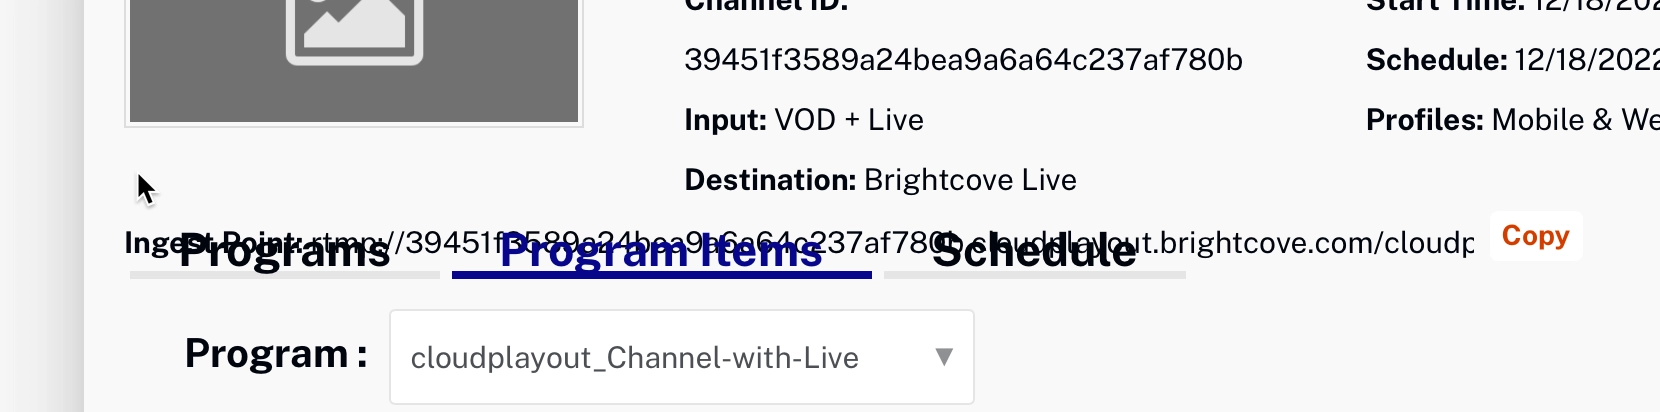 Channel ID:
39451f3589a24bea9a6a64c237af780b
Input: VOD + Live
Destination: Brightcove Live
Start Time: 12/18/202
Schedule: 12/18/2022
Profiles: Mobile & We
Ingest Point: rtmp://39451f3589a24bea9a6a64c237af780b.cloudplayout.brightcove.com/cloudp
Copy
Programs
Program Items
Schedule
Program :
cloudplayout_Channel-with-Live